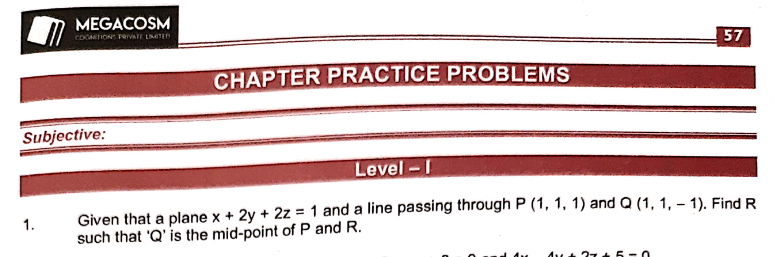 MEGACOSM
COGNITIONS PRIVATE LIMITED
57
CHAPTER PRACTICE PROBLEMS
Subjective:
Level – I
1. Given that a plane x + 2y + 2z = 1 and a line passing through P (1, 1, 1) and Q (1, 1, – 1). Find R
such that 'Q' is the mid-point of P and R.